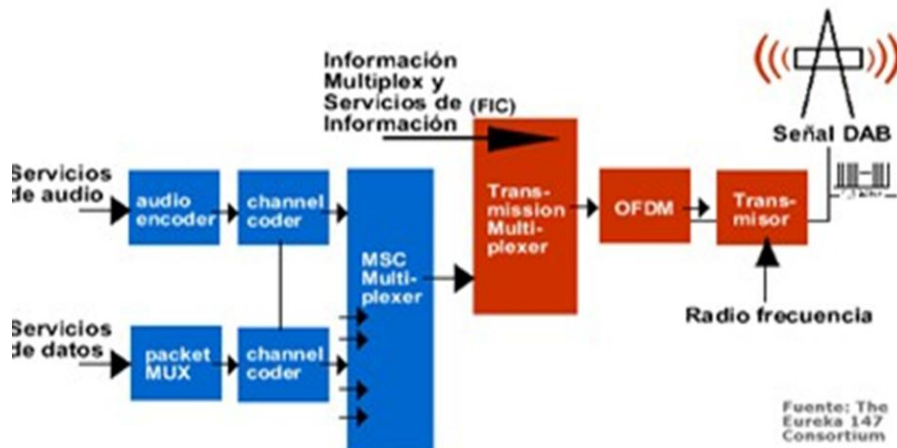 Información
Multiplex y
Servicios de (FIC)
Información
Señal DAB
Servicios
de audio
audio
encoder
channel
coder
MSC
Multi-
plexer
Trans-
mission
Multi-
plexer
OFDM
Trans-
misor
Radio frecuencia
Servicios
de datos
packet
MUX
channel
coder
Fuente: The
Eureka 147
Consortium